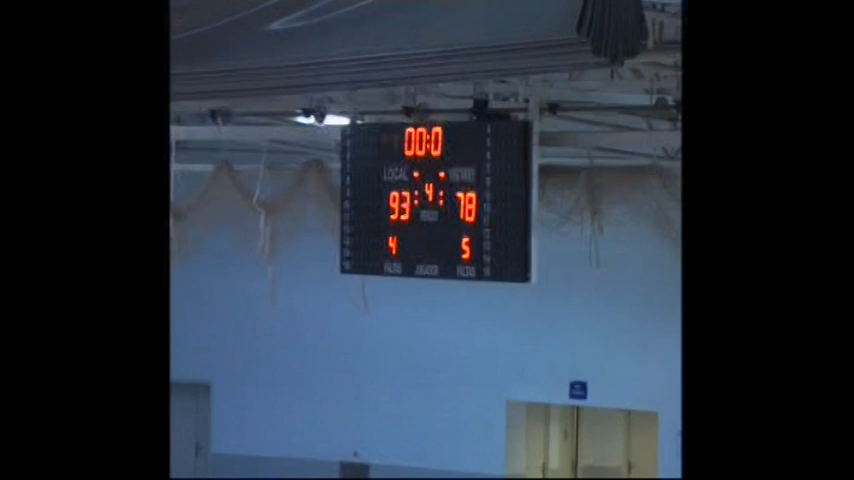 00:0
LOCAL VISITANTE
93 4 78
PERIODO
4 5
FALTAS JUGADOR FALTAS